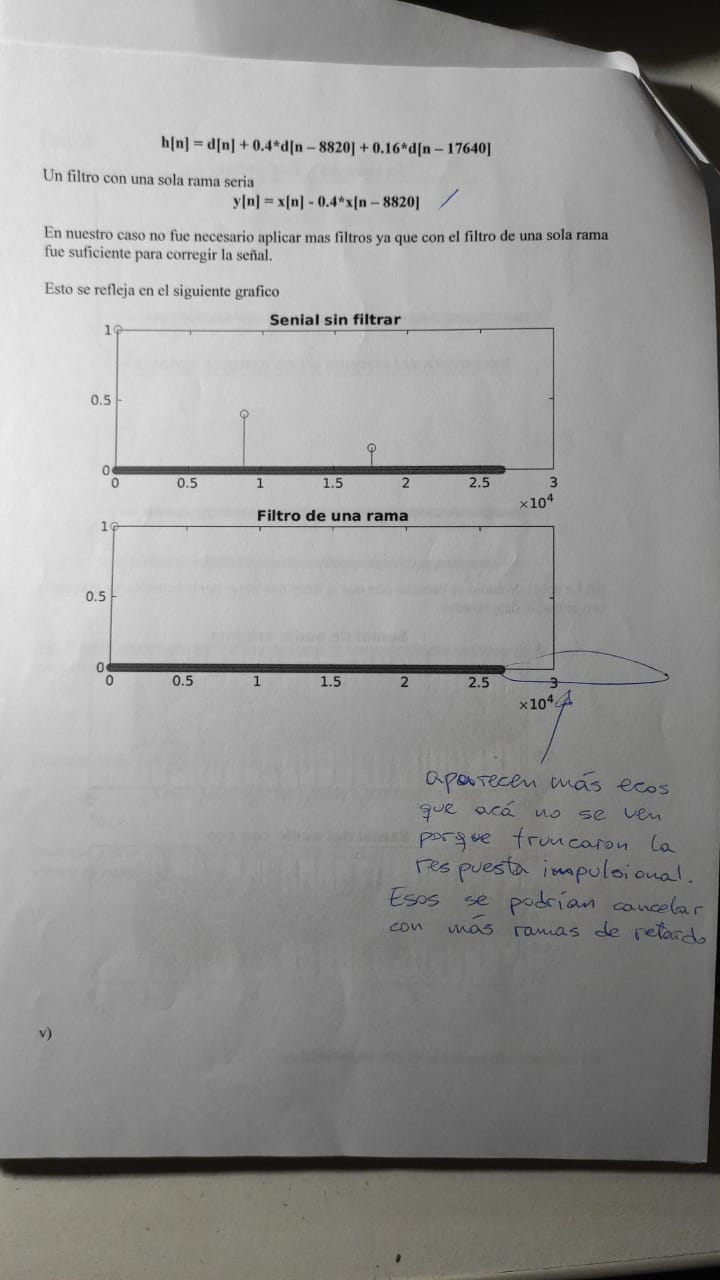 h[n] = d[n] + 0.4*d[n – 8820] + 0.16*d[n – 17640]
Un filtro con una sola rama seria
y[n] = x[n] - 0.4*x[n – 8820]
En nuestro caso no fue necesario aplicar mas filtros ya que con el filtro de una sola rama
fue suficiente para corregir la señal.
Esto se refleja en el siguiente grafico
Senial sin filtrar
1
0.5
0
0 0.5 1 1.5 2 2.5 3
×10⁴
Filtro de una rama
1
0.5
0
0 0.5 1 1.5 2 2.5 3
×10⁴
aparecen más ecos
que acá no se ven
porque truncaron la
respuesta impulsional.
Esos se podrían cancelar
con más ramas de retardo
v)